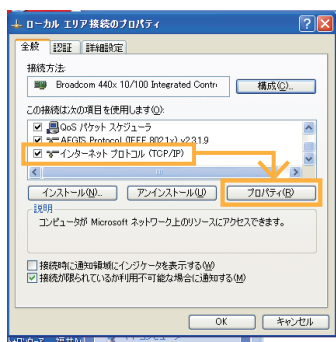 ローカル エリア接続のプロパティ
全般 認証 詳細設定
接続方法:
Broadcom 440x 10/100 Integrated Contr
構成(C)...
この接続は次の項目を使用します(O):
QoS パケット スケジューラ
AEGIS Protocol (IEEE 802.1x) v2.3.1.9
インターネット プロトコル (TCP/IP)
インストール(N)... アンインストール(U) プロパティ(R)
説明
コンピュータが Microsoft ネットワーク上のリソースにアクセスできます。
接続時に通知領域にインジケータを表示する(W)
接続が限られているか利用不可能な場合に通知する(M)
OK キャンセル